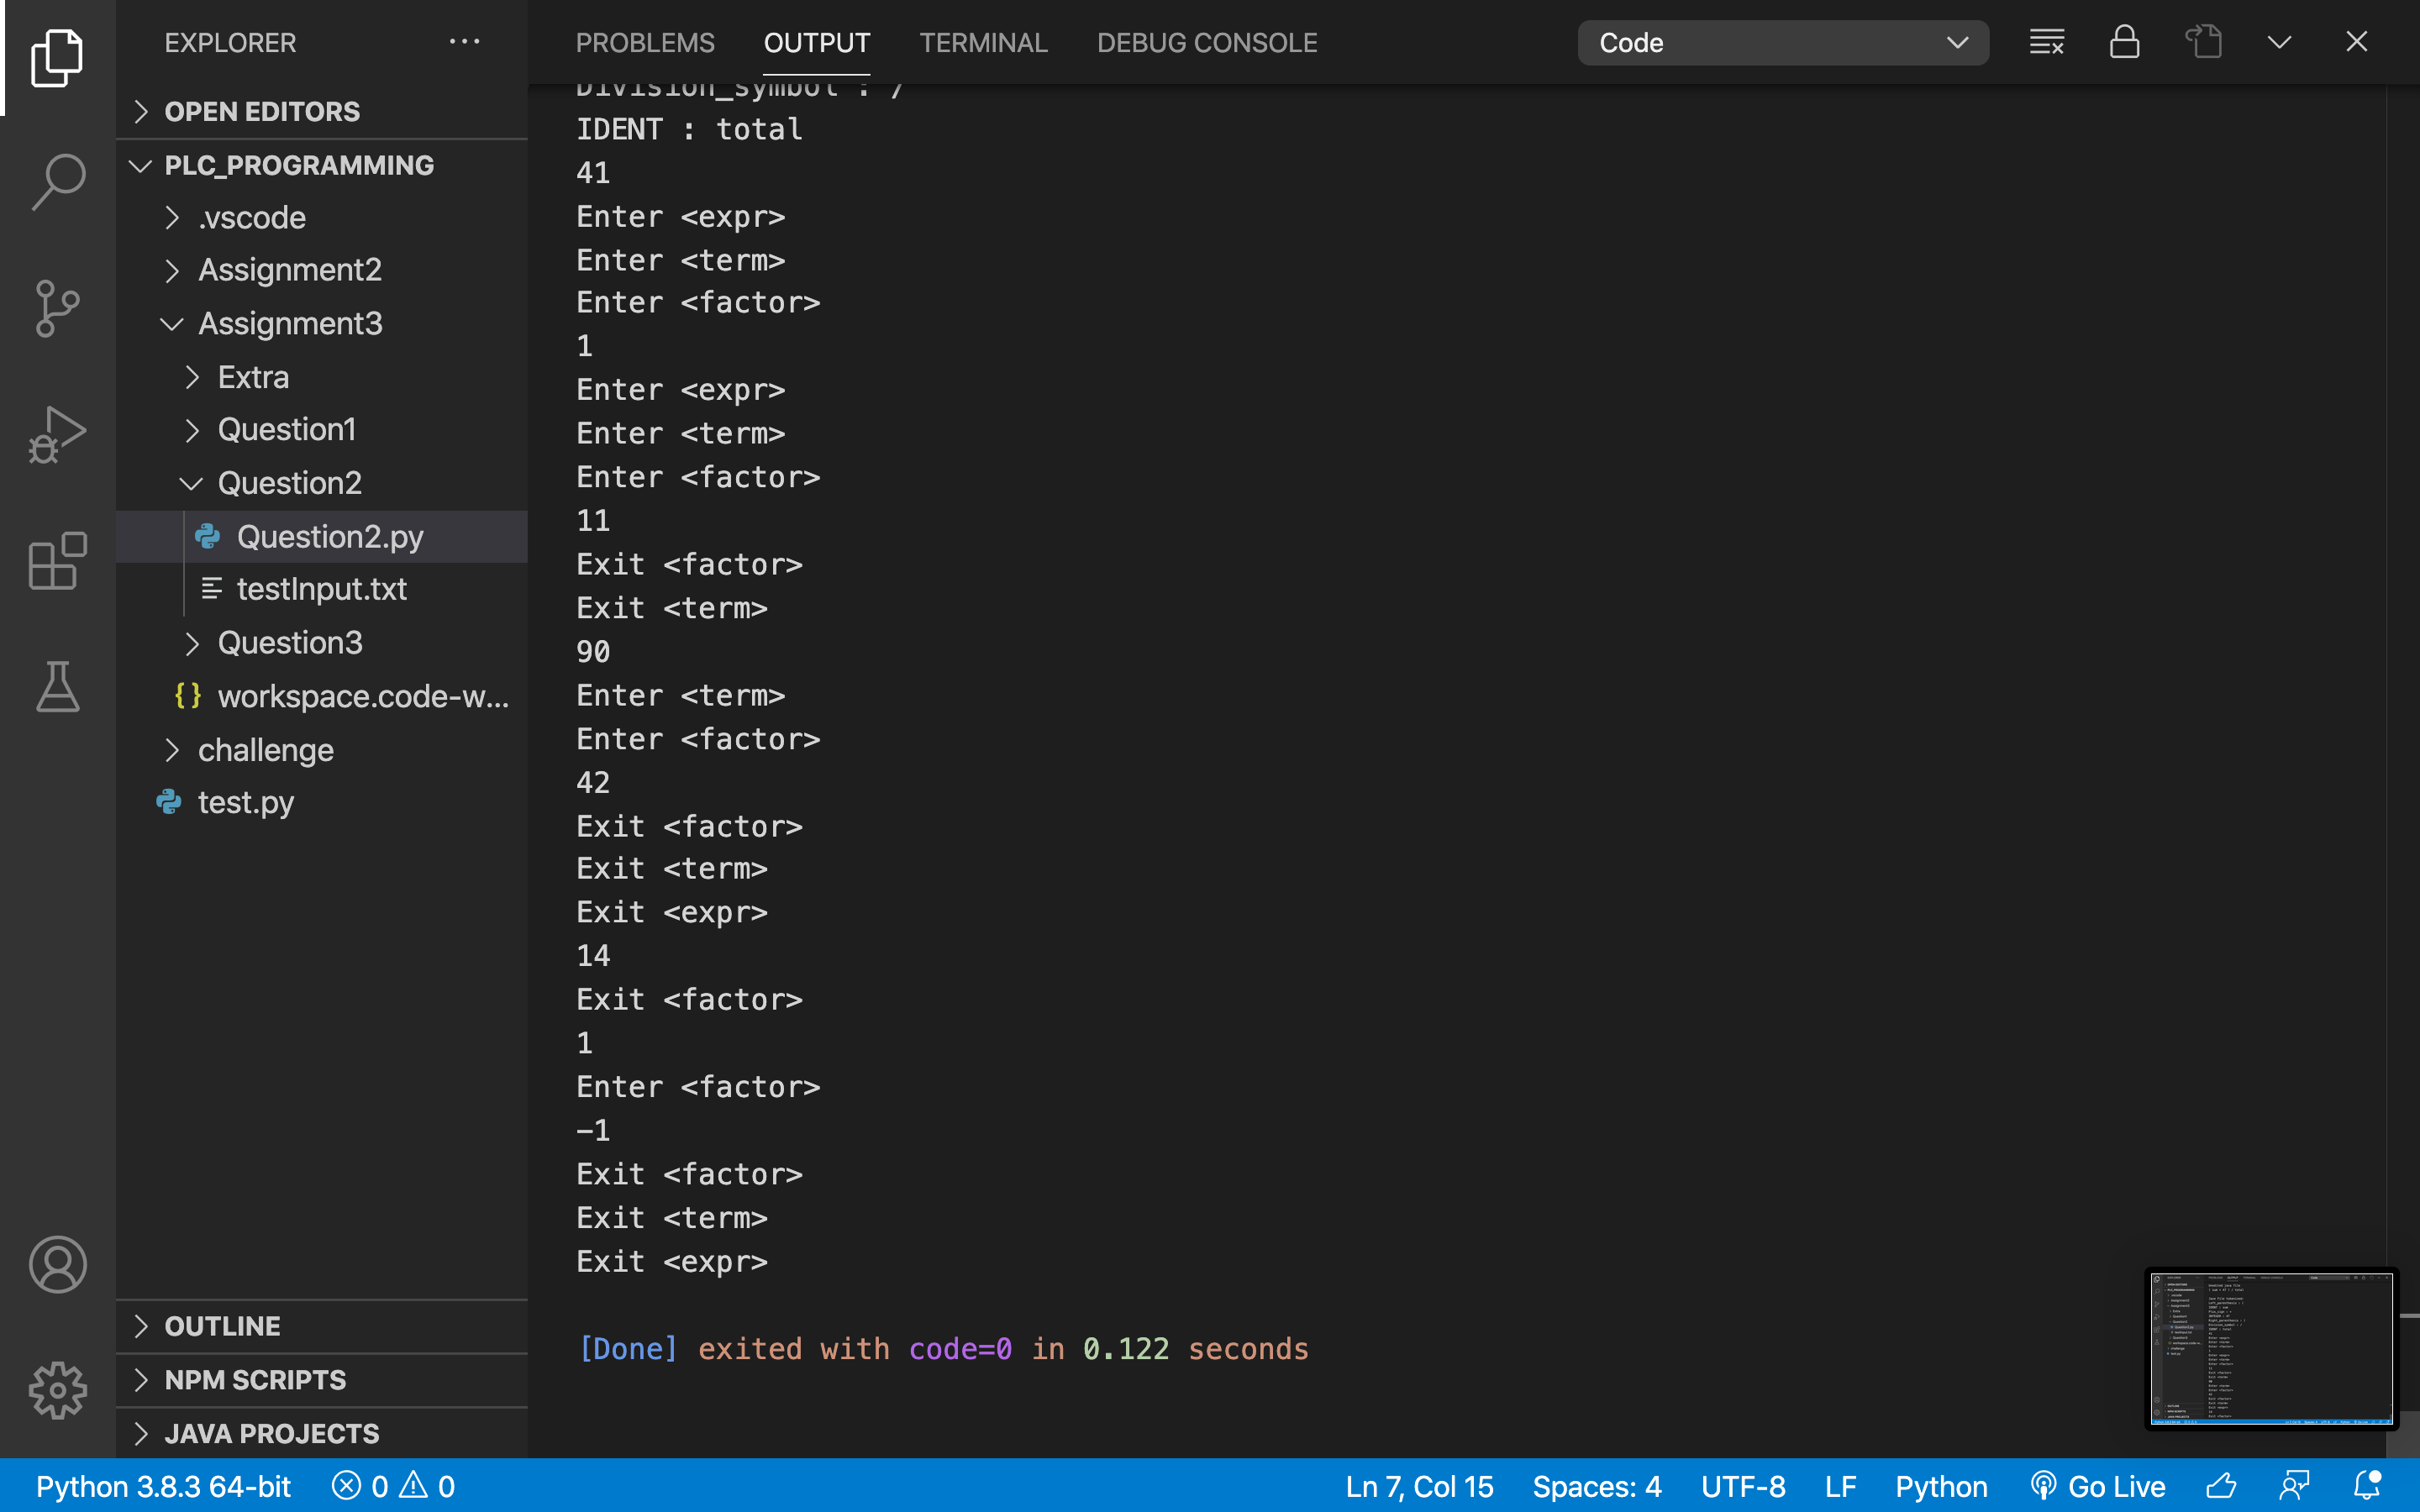 EXPLORER
OPEN EDITORS
PLC_PROGRAMMING
.vscode
Assignment2
Assignment3
Extra
Question1
Question2
Question2.py
testInput.txt
Question3
{} workspace.code-w...
challenge
test.py
OUTLINE
NPM SCRIPTS
JAVA PROJECTS
PROBLEMS OUTPUT TERMINAL DEBUG CONSOLE Code
Division_symbol : /
IDENT : total
41
Enter <expr>
Enter <term>
Enter <factor>
1
Enter <expr>
Enter <term>
Enter <factor>
11
Exit <factor>
Exit <term>
90
Enter <term>
Enter <factor>
42
Exit <factor>
Exit <term>
Exit <expr>
14
Exit <factor>
1
Enter <factor>
-1
Exit <factor>
Exit <term>
Exit <expr>
[Done] exited with code=0 in 0.122 seconds
Python 3.8.3 64-bit 0 0 Ln 7, Col 15 Spaces: 4 UTF-8 LF Python Go Live